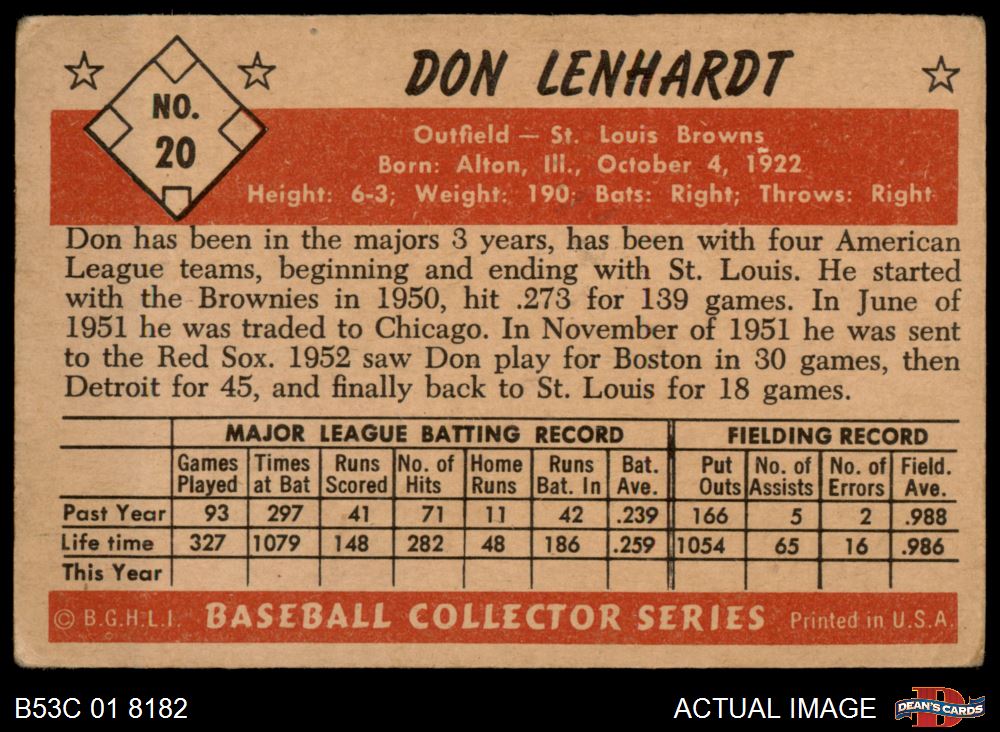 NO.
20
DON LENHARDT
Outfield — St. Louis Browns
Born: Alton, Ill., October 4, 1922
Height: 6-3; Weight: 190; Bats: Right; Throws: Right
Don has been in the majors 3 years, has been with four American
League teams, beginning and ending with St. Louis. He started
with the Brownies in 1950, hit .273 for 139 games. In June of
1951 he was traded to Chicago. In November of 1951 he was sent
to the Red Sox. 1952 saw Don play for Boston in 30 games, then
Detroit for 45, and finally back to St. Louis for 18 games.
MAJOR LEAGUE BATTING RECORD FIELDING RECORD
Games Times Runs No. of Home Runs Bat. Put No. of No. of Field.
Played at Bat Scored Hits Runs Bat. In Ave. Outs Assists Errors Ave.
Past Year 93 297 41 71 11 42 .239 166 5 2 .988
Life time 327 1079 148 282 48 186 .259 1054 65 16 .986
This Year
© B.G.H.L.I. BASEBALL COLLECTOR SERIES Printed in U.S.A.
B53C 01 8182 ACTUAL IMAGE DEAN'S CARDS